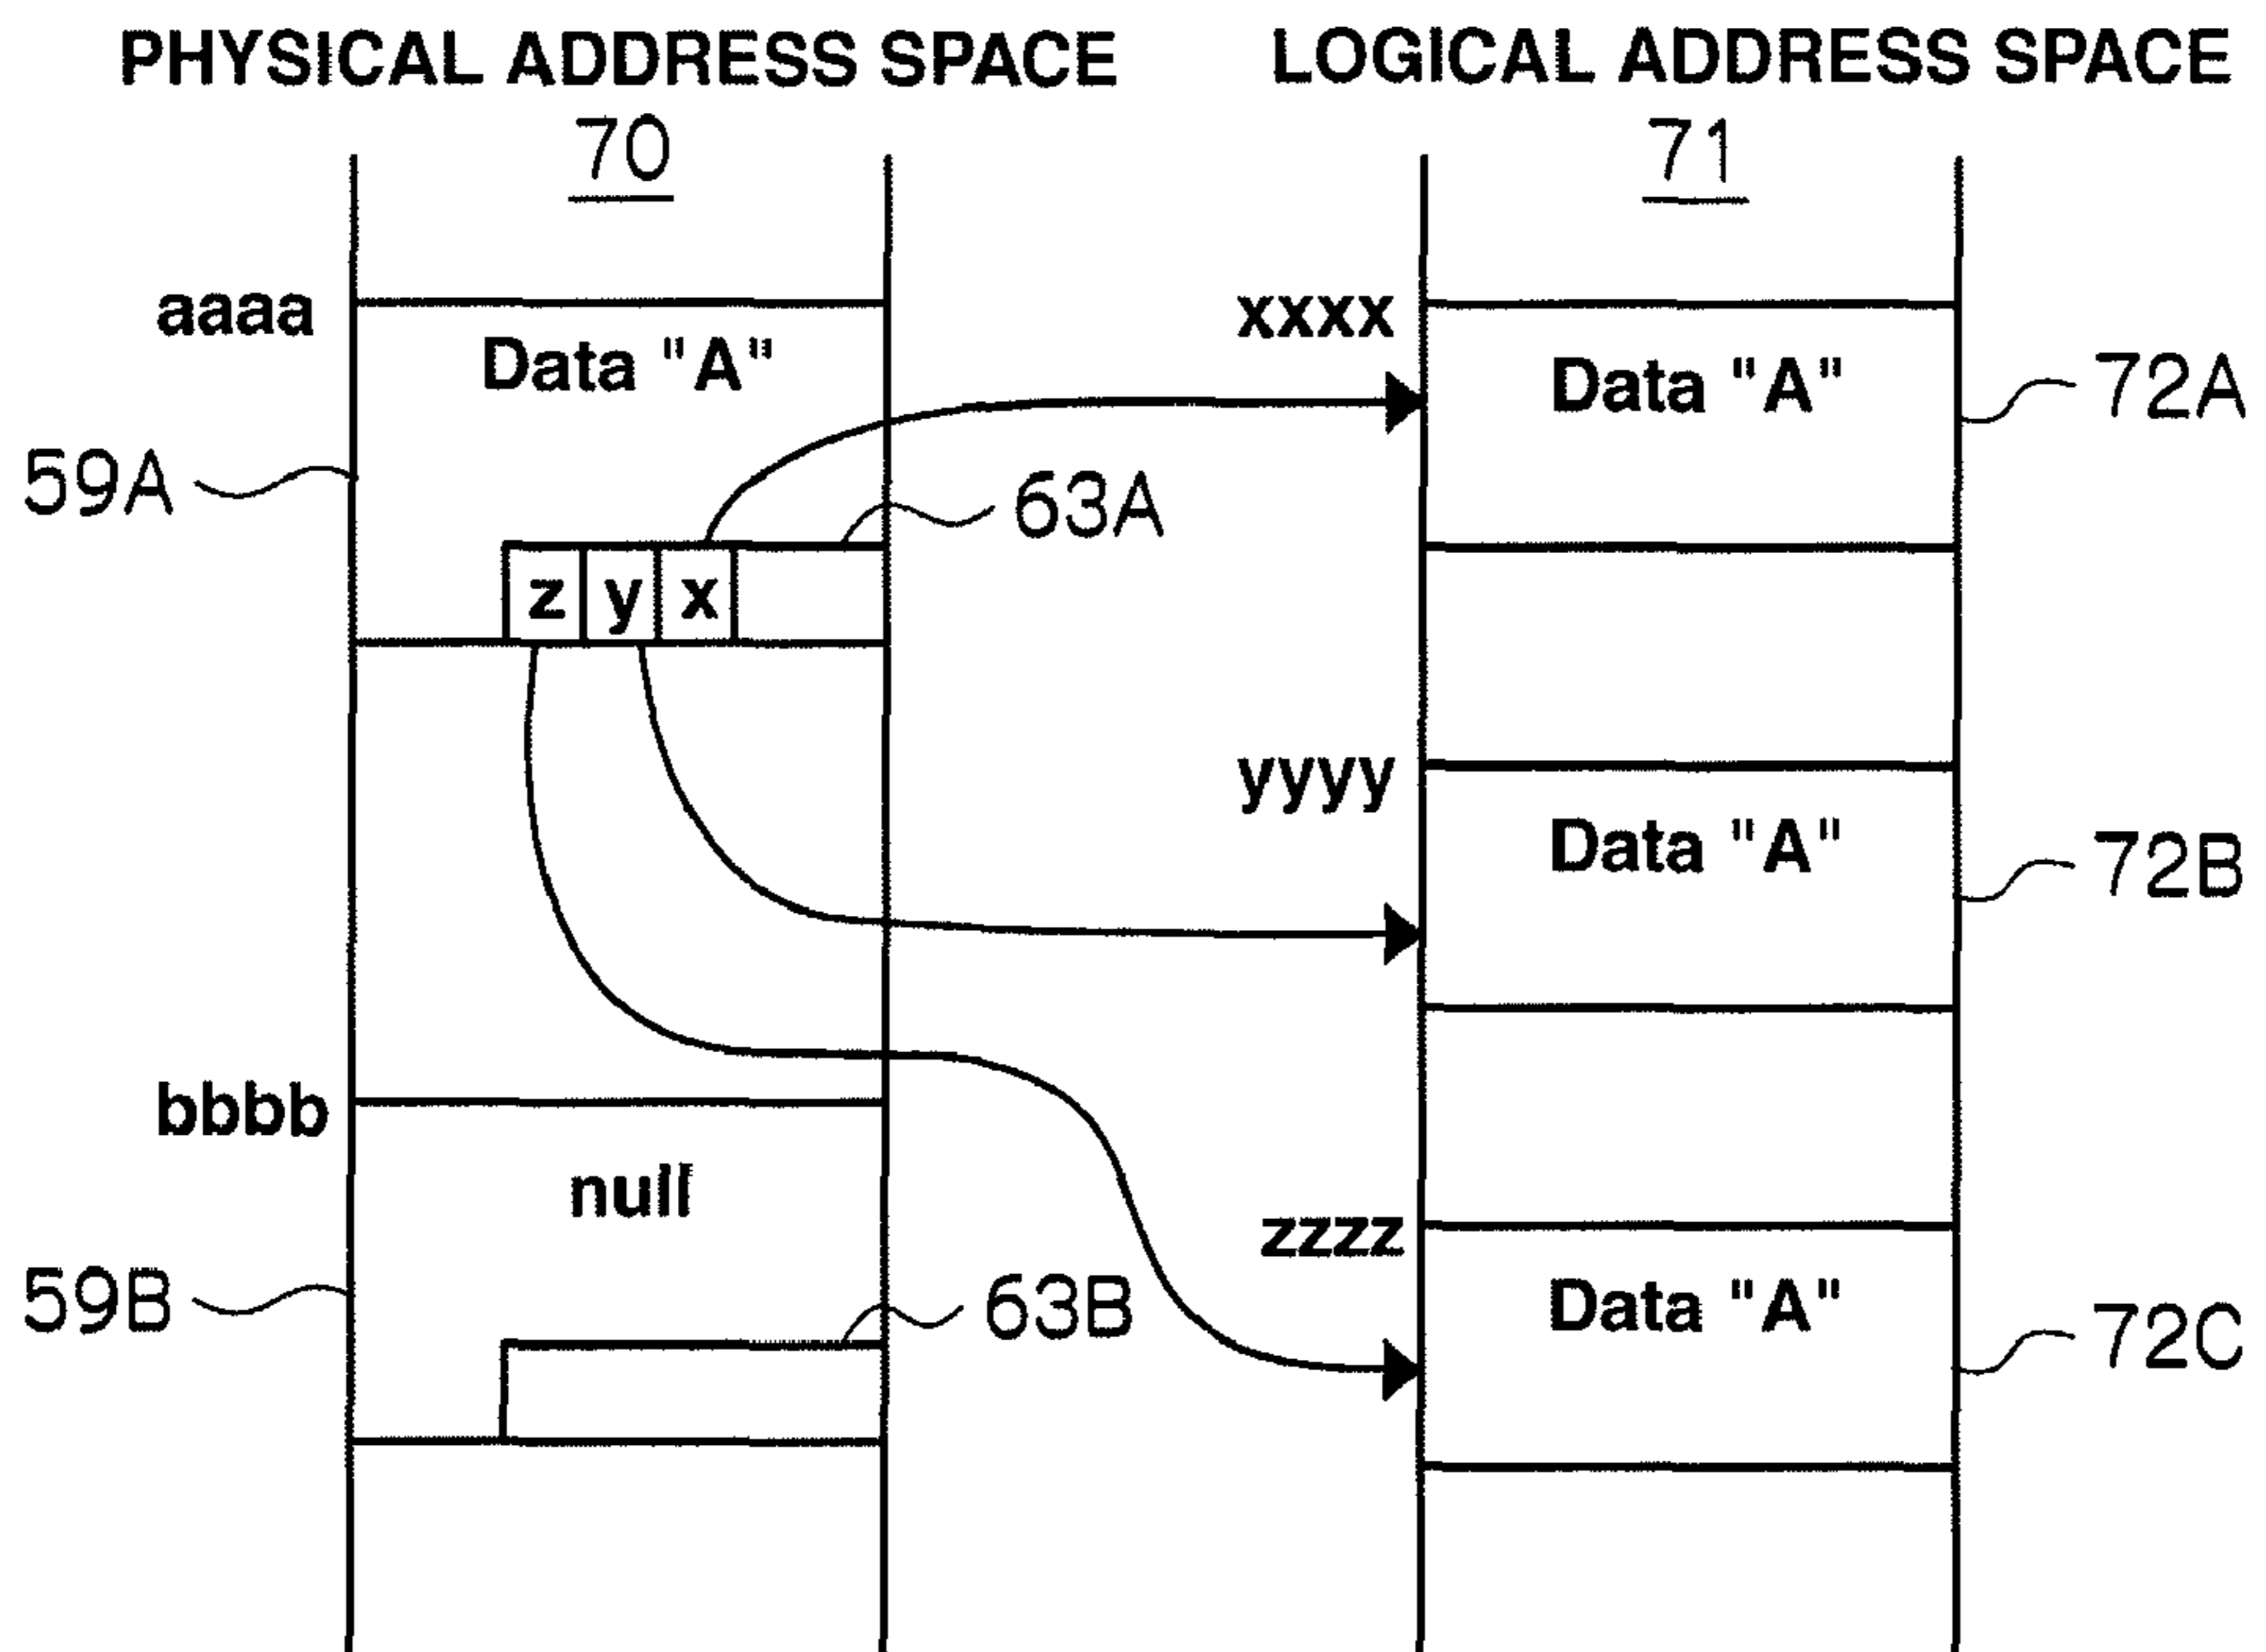 PHYSICAL ADDRESS SPACE
70
LOGICAL ADDRESS SPACE
71
aaaa
Data "A"
59A
63A
z y x
bbbb
null
59B
63B
xxxx
Data "A"
72A
yyyy
Data "A"
72B
zzzz
Data "A"
72C